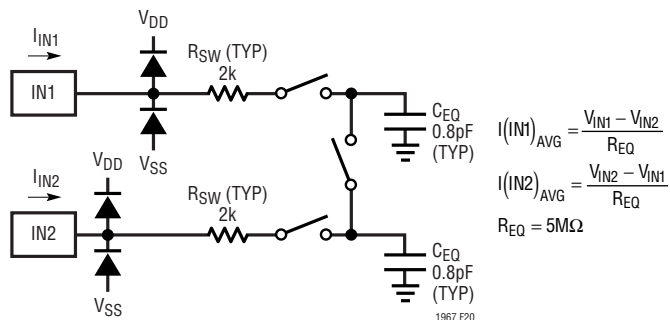 I_IN1
IN1
V_DD
V_SS
R_SW (TYP)
2k
C_EQ
0.8pF
(TYP)
I_IN2
IN2
V_DD
V_SS
R_SW (TYP)
2k
C_EQ
0.8pF
(TYP)
I(IN1)_AVG = (V_IN1 – V_IN2) / R_EQ
I(IN2)_AVG = (V_IN2 – V_IN1) / R_EQ
R_EQ = 5MΩ
1967 F20